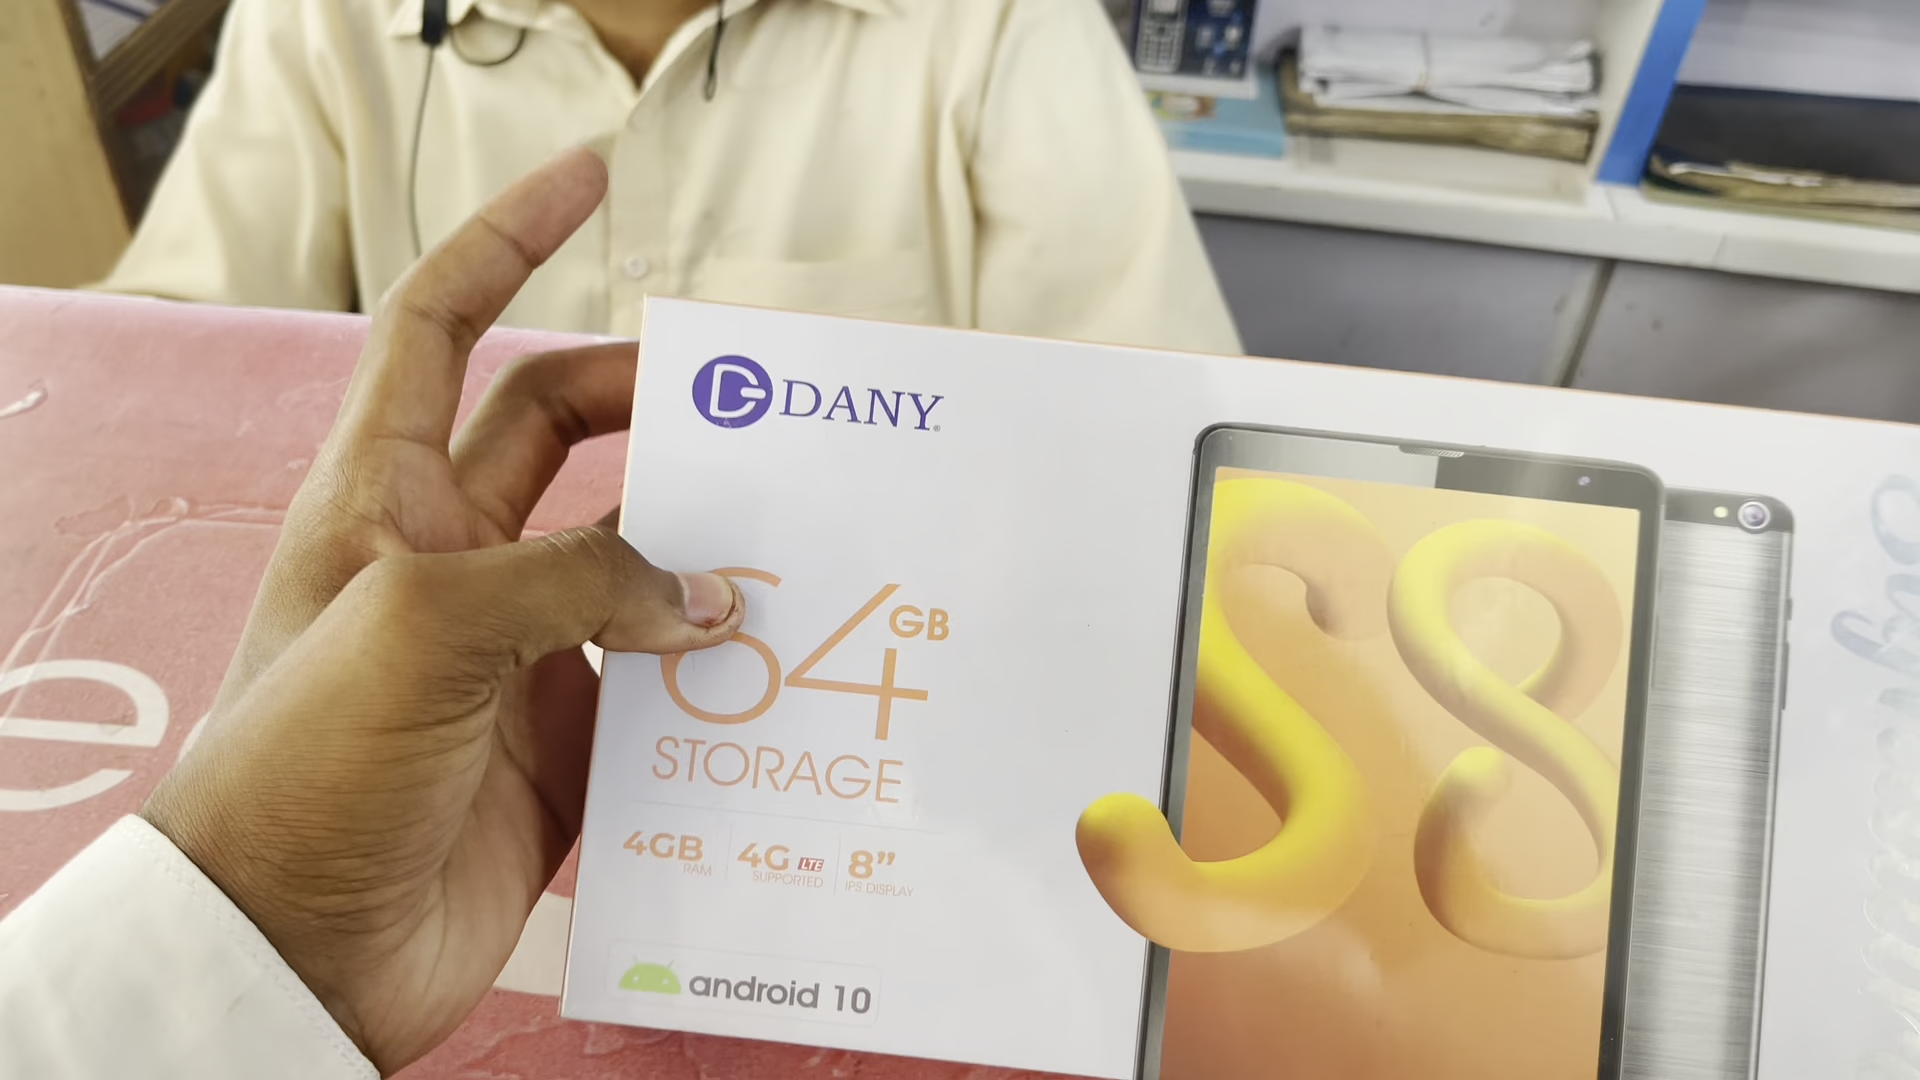 DANY
64GB
STORAGE
4GB
RAM
4G LTE
SUPPORTED
8”
IPS DISPLAY
android 10
S8
e